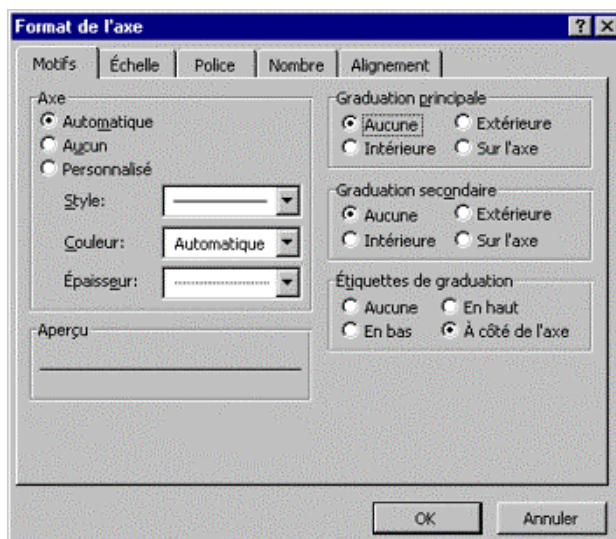 Format de l'axe
Motifs Échelle Police Nombre Alignement
Axe
Automatique
Aucun
Personnalisé
Style:
Couleur: Automatique
Épaisseur:
Aperçu
Graduation principale
Aucune Extérieure
Intérieure Sur l'axe
Graduation secondaire
Aucune Extérieure
Intérieure Sur l'axe
Étiquettes de graduation
Aucune En haut
En bas À côté de l'axe
OK Annuler